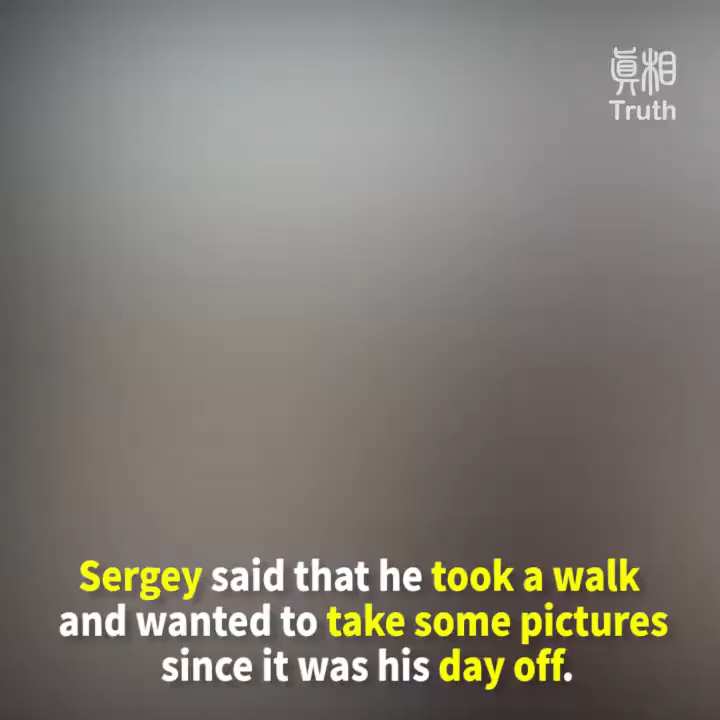 眞相
Truth
Sergey said that he took a walk
and wanted to take some pictures
since it was his day off.